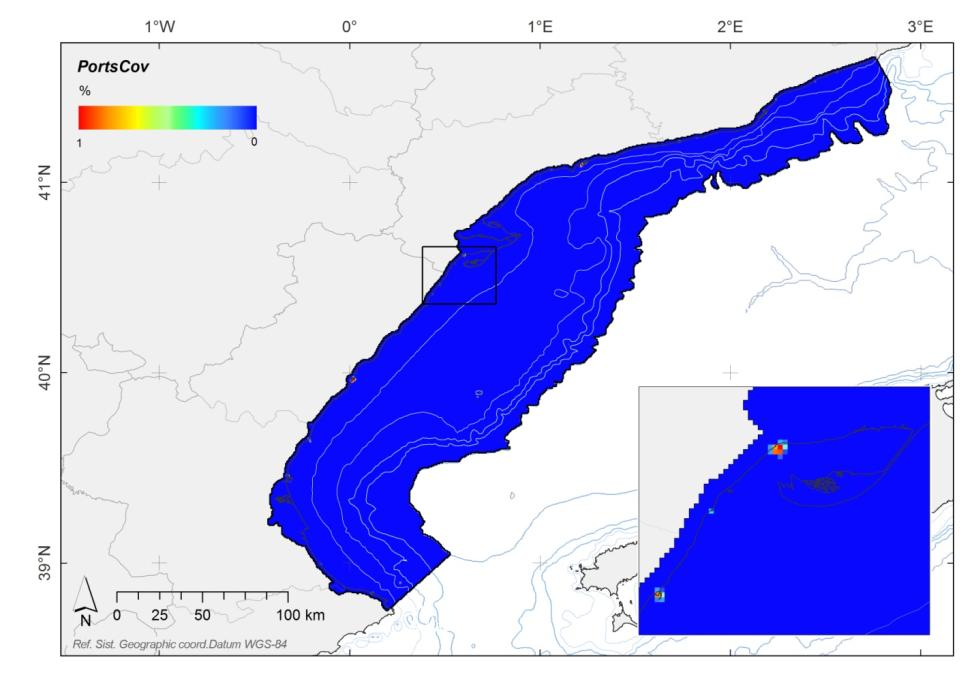 1°W 0° 1°E 2°E 3°E
PortsCov
%
1 0
41°N
40°N
39°N
N
0 25 50 100 km
Ref. Sist. Geographic coord.Datum WGS-84